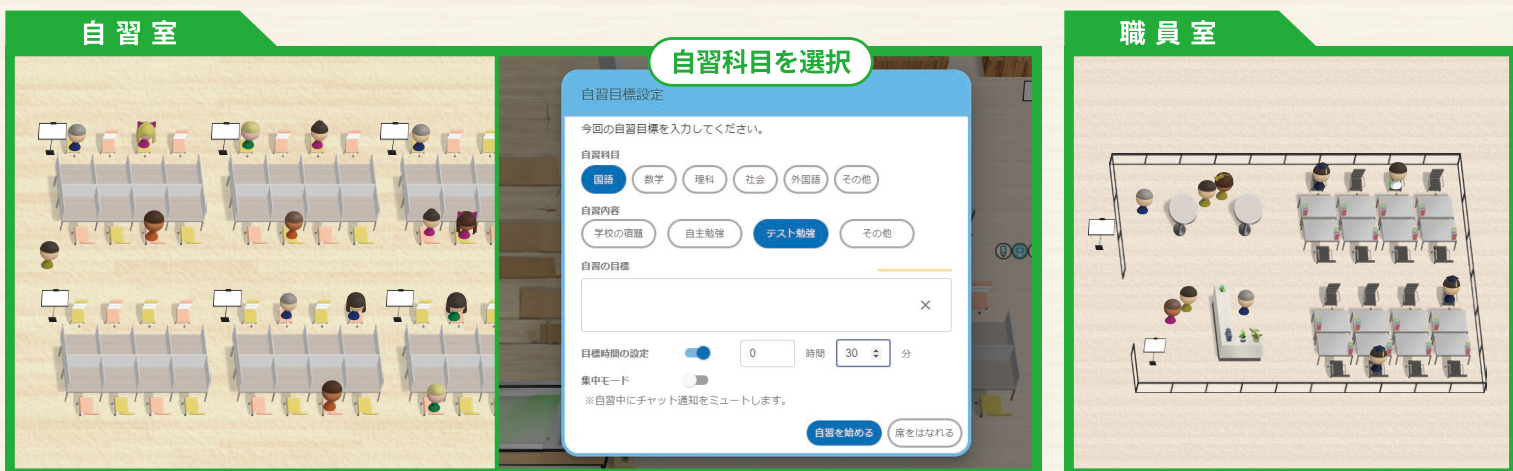 自習室
自習科目を選択
職員室
自習目標設定
今回の自習目標を入力してください。
自習科目
国語 数学 理科 社会 外国語 その他
自習内容
学校の宿題 自主勉強 テスト勉強 その他
自習の目標
×
目標時間の設定 0 時間 30 分
集中モード
※自習中にチャット通知をミュートします。
自習を始める 席をはなれる